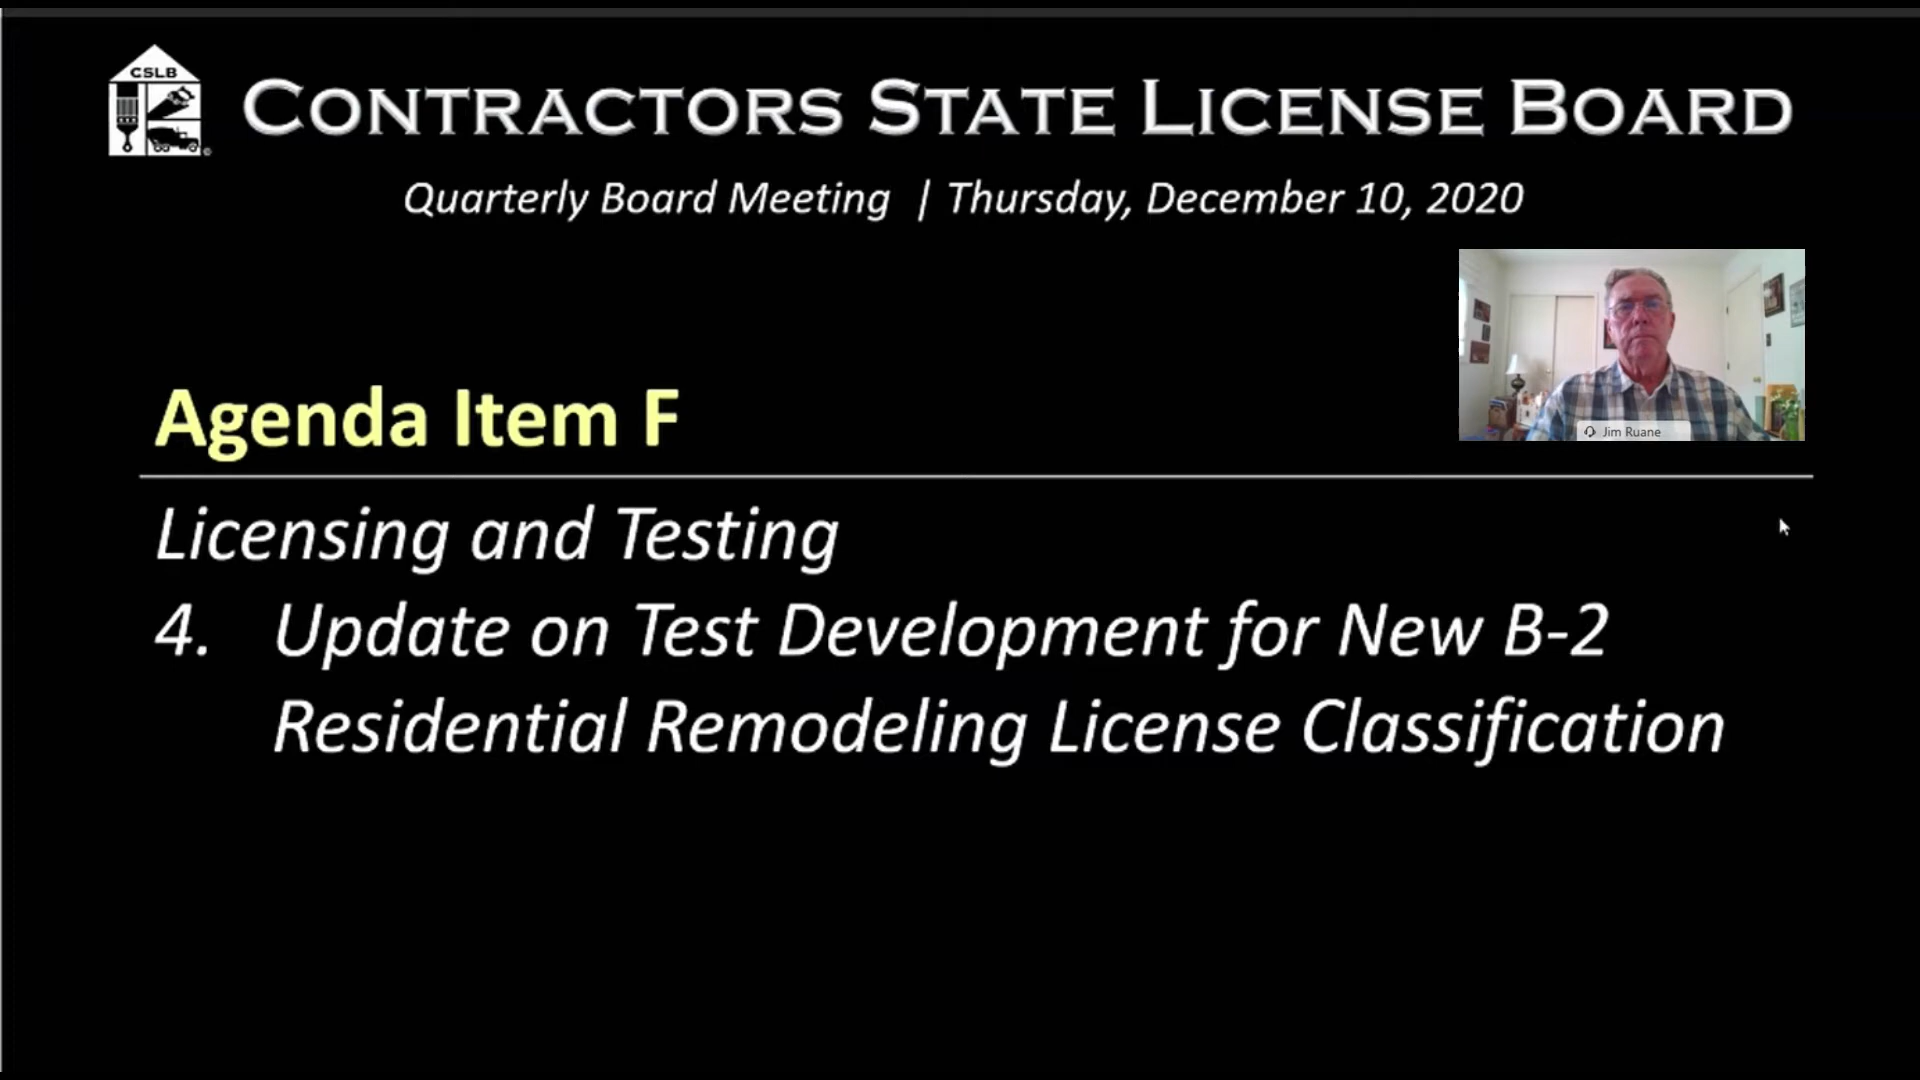 CSLB
CONTRACTORS STATE LICENSE BOARD
Quarterly Board Meeting | Thursday, December 10, 2020
Jim Ruane
Agenda Item F
Licensing and Testing
4. Update on Test Development for New B-2
Residential Remodeling License Classification